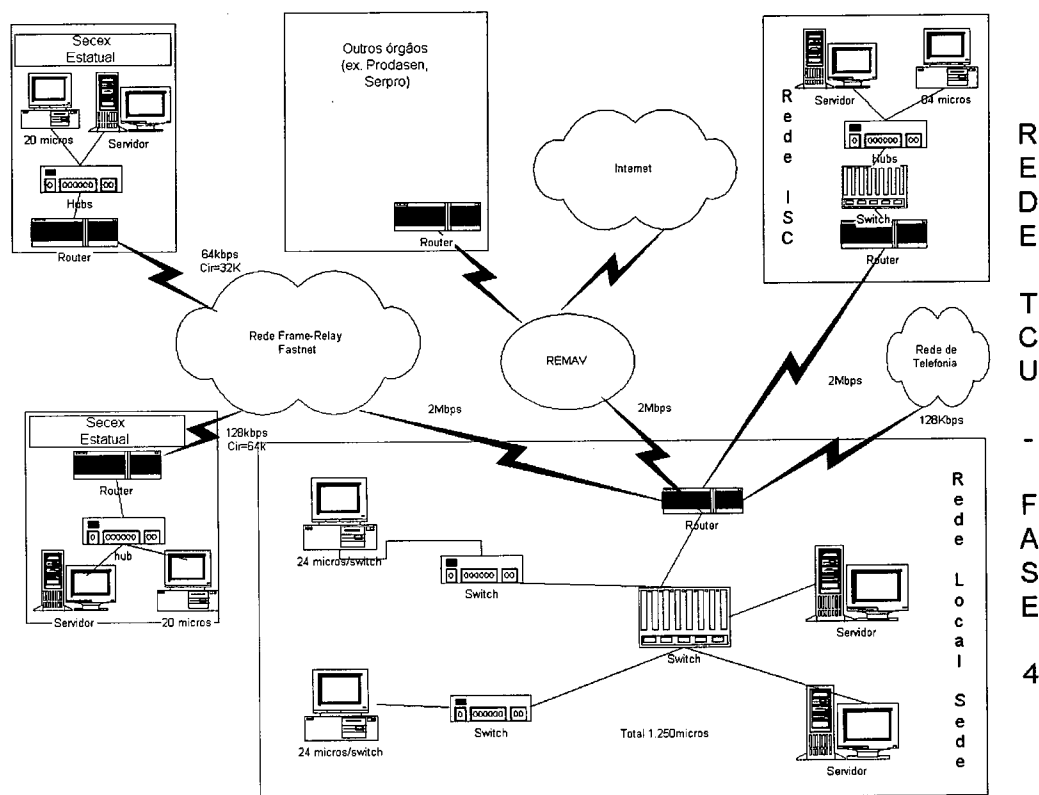 Secex
Estatual
20 micros
Servidor
Hubs
Router
64kbps
Cir=32K
Outros órgãos
(ex. Prodasen,
Serpro)
Router
Internet
Rede ISC
Servidor
84 micros
Hubs
Switch
Router
REDE TCU - FASE 4
Rede Frame-Relay
Fastnet
REMAV
Rede de
Telefonia
2Mbps
2Mbps
2Mbps
128Kbps
Secex
Estatual
128kbps
Cir=64k
Router
hub
Servidor
20 micros
Router
Rede Local Sede
24 micros/switch
Switch
Switch
Servidor
24 micros/switch
Switch
Total 1.250micros
Servidor